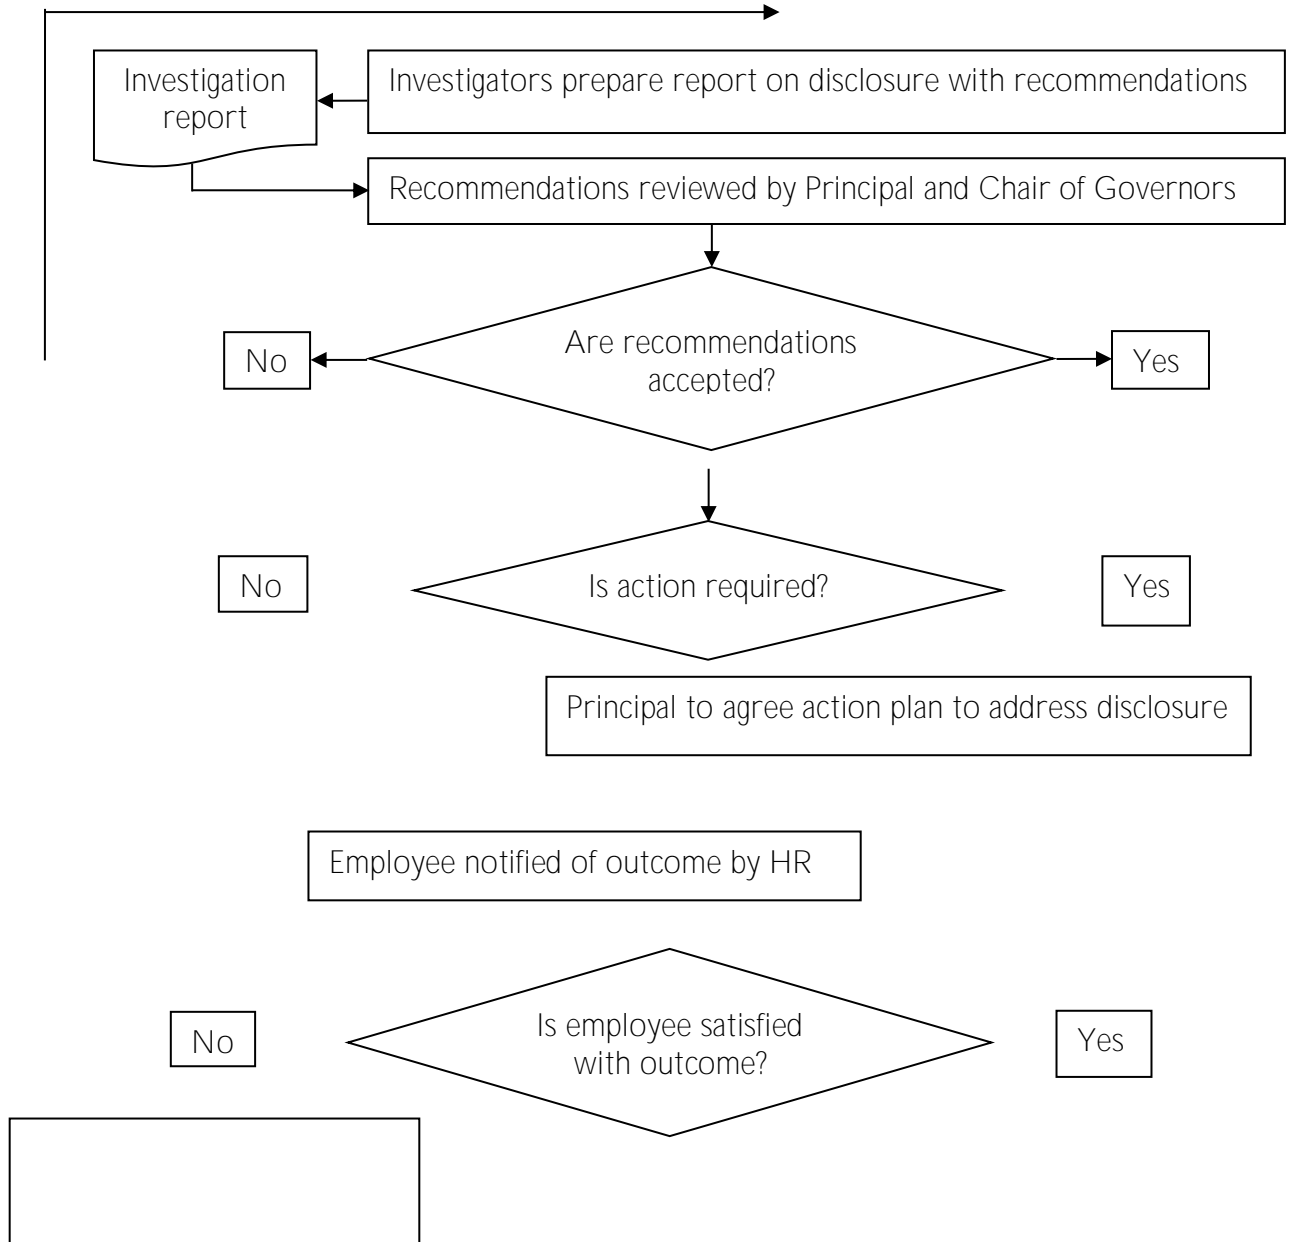 Investigation
report
Investigators prepare report on disclosure with recommendations
Recommendations reviewed by Principal and Chair of Governors
Are recommendations
accepted?
No
Yes
Is action required?
No
Yes
Principal to agree action plan to address disclosure
Employee notified of outcome by HR
Is employee satisfied
with outcome?
No
Yes